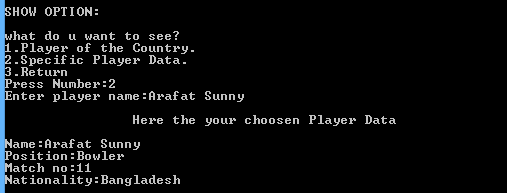 SHOW OPTION:
what do u want to see?
1.Player of the Country.
2.Specific Player Data.
3.Return
Press Number:2
Enter player name:Arafat Sunny
Here the your choosen Player Data
Name:Arafat Sunny
Position:Bowler
Match no:11
Nationality:Bangladesh